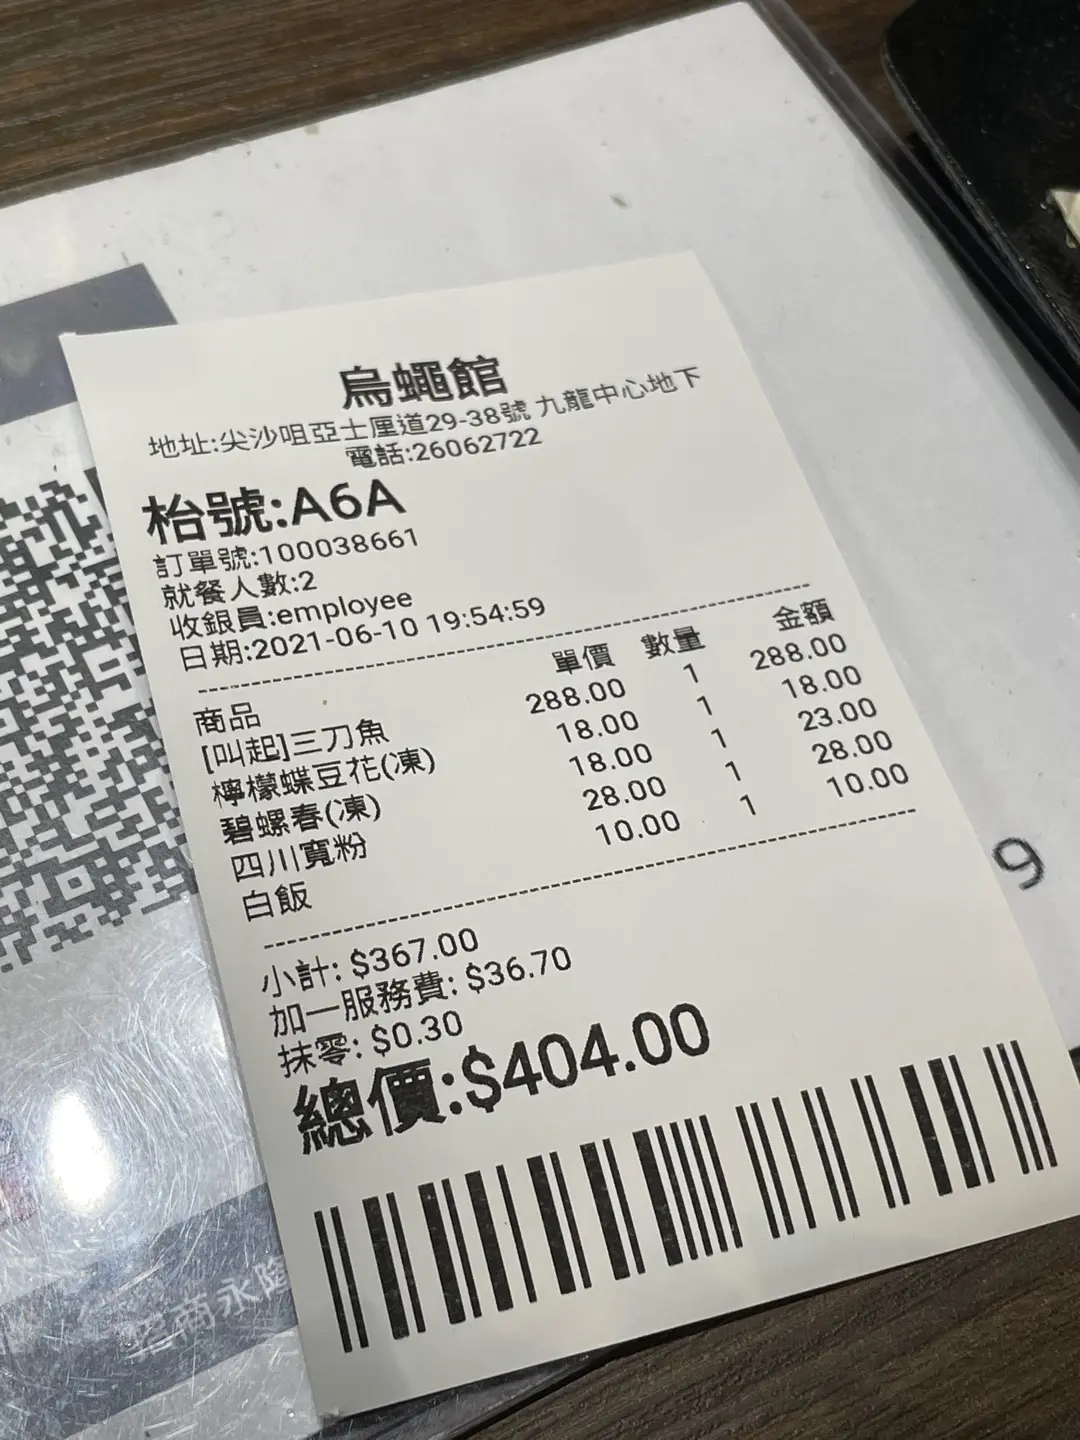 烏蠅館
地址:尖沙咀亞士厘道29-38號 九龍中心地下
電話:26062722
枱號:A6A
訂單號:100038661
就餐人數:2
收銀員:employee
日期:2021-06-10 19:54:59
商品 單價 數量 金額
[叫起]三刀魚 288.00 1 288.00
檸檬蝶豆花(凍) 18.00 1 18.00
碧螺春(凍) 18.00 1 23.00
四川寬粉 28.00 1 28.00
白飯 10.00 1 10.00
小計: $367.00
加一服務費: $36.70
抹零: $0.30
總價:$404.00
9
商永隆